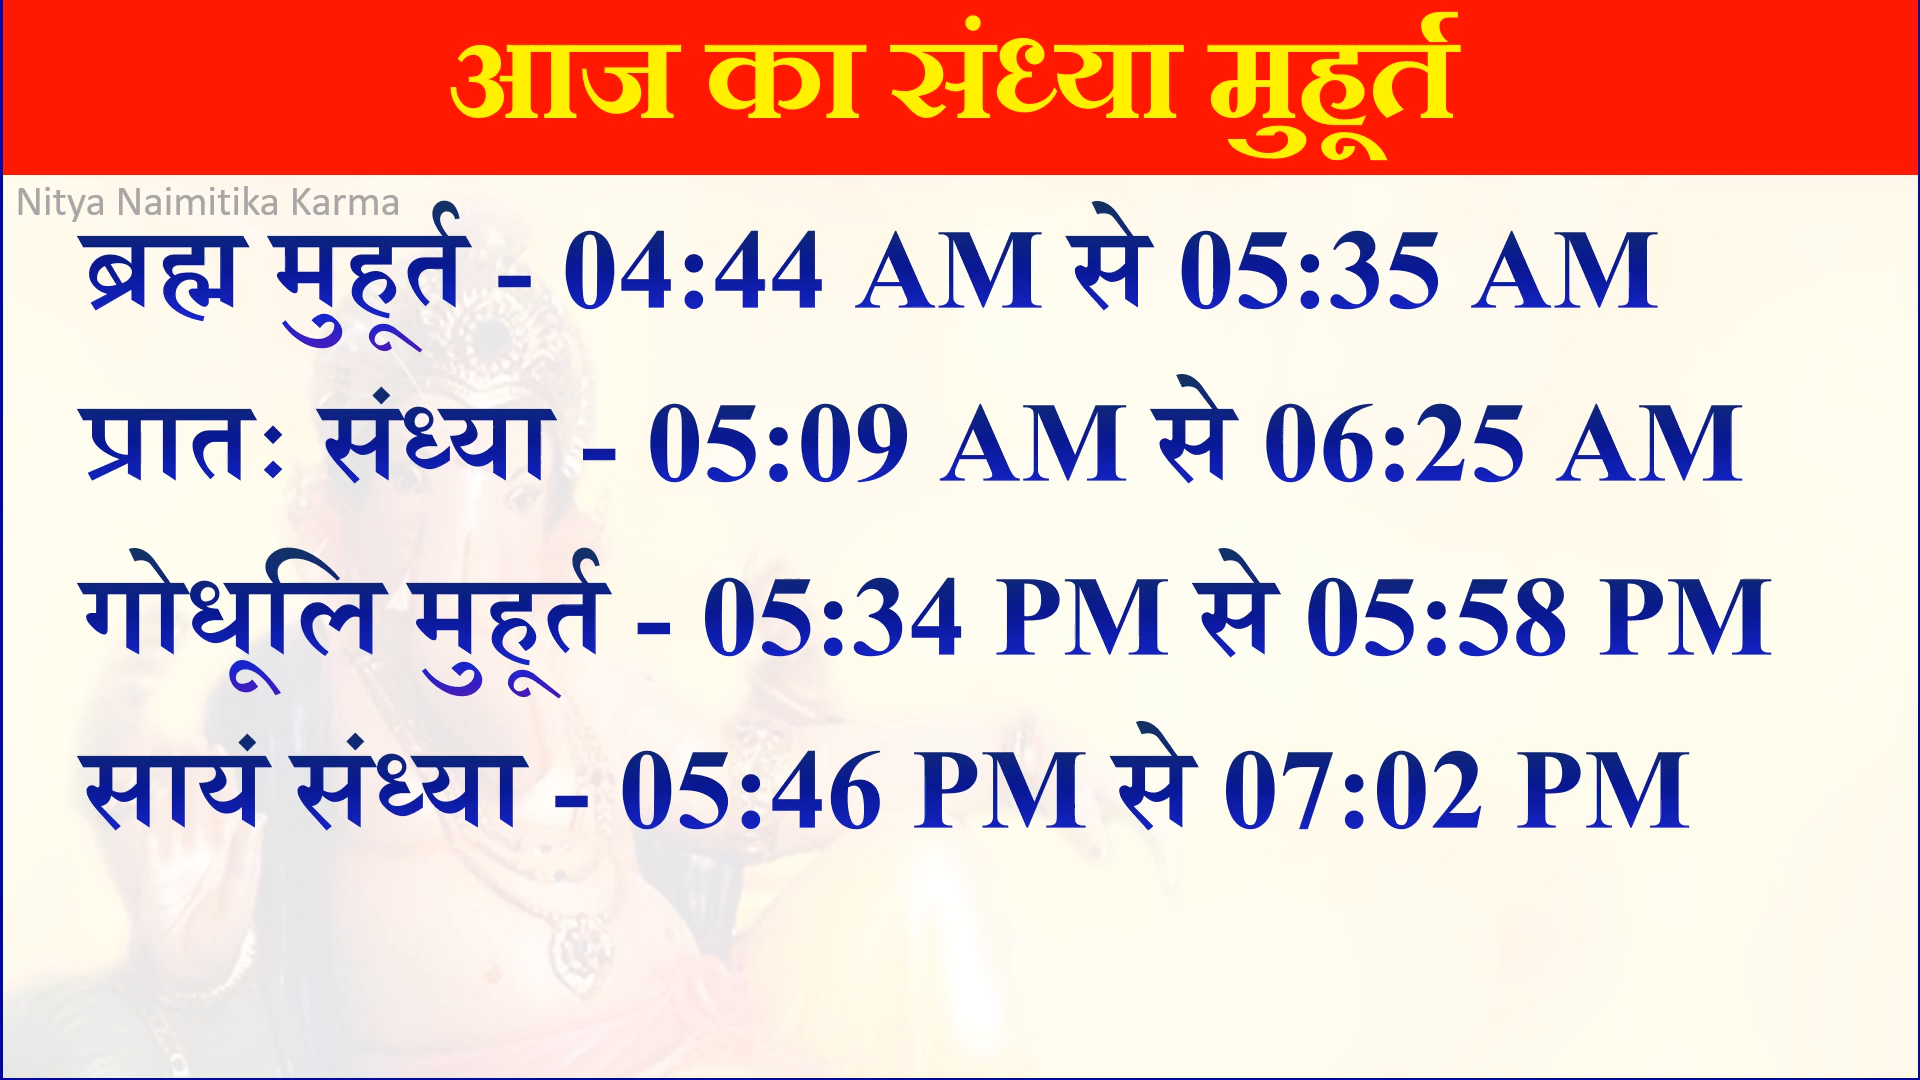 आज का संध्या मुहूर्त
Nitya Naimitika Karma
ब्रह्म मुहूर्त - 04:44 AM से 05:35 AM
प्रातः संध्या - 05:09 AM से 06:25 AM
गोधूलि मुहूर्त - 05:34 PM से 05:58 PM
सायं संध्या - 05:46 PM से 07:02 PM